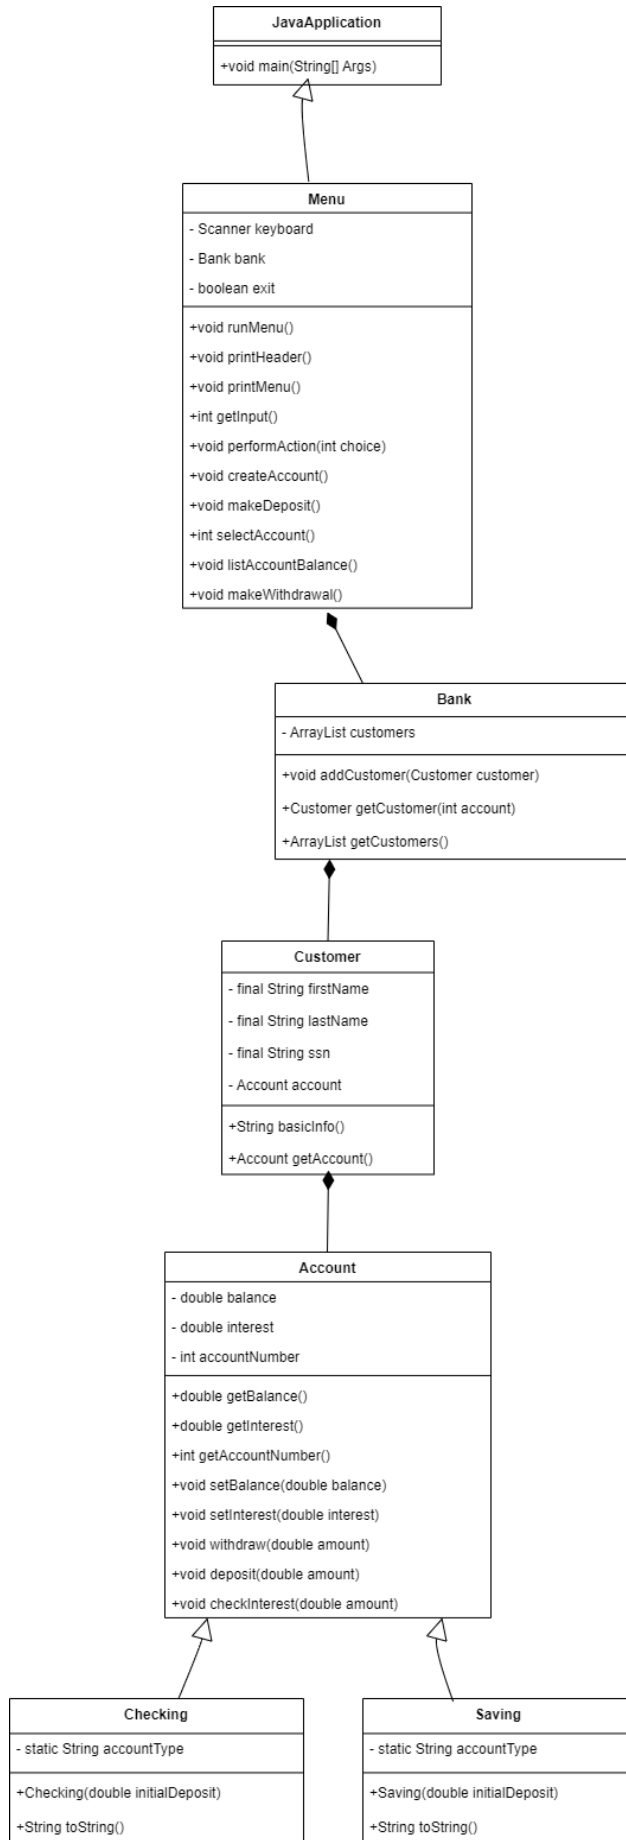 JavaApplication
+void main(String[] Args)
Menu
- Scanner keyboard
- Bank bank
- boolean exit
+void runMenu()
+void printHeader()
+void printMenu()
+int getInput()
+void performAction(int choice)
+void createAccount()
+void makeDeposit()
+int selectAccount()
+void listAccountBalance()
+void makeWithdrawal()
Bank
- ArrayList customers
+void addCustomer(Customer customer)
+Customer getCustomer(int account)
+ArrayList getCustomers()
Customer
- final String firstName
- final String lastName
- final String ssn
- Account account
+String basicInfo()
+Account getAccount()
Account
- double balance
- double interest
- int accountNumber
+double getBalance()
+double getInterest()
+int getAccountNumber()
+void setBalance(double balance)
+void setInterest(double interest)
+void withdraw(double amount)
+void deposit(double amount)
+void checkInterest(double amount)
Checking
- static String accountType
+Checking(double initialDeposit)
+String toString()
Saving
- static String accountType
+Saving(double initialDeposit)
+String toString()